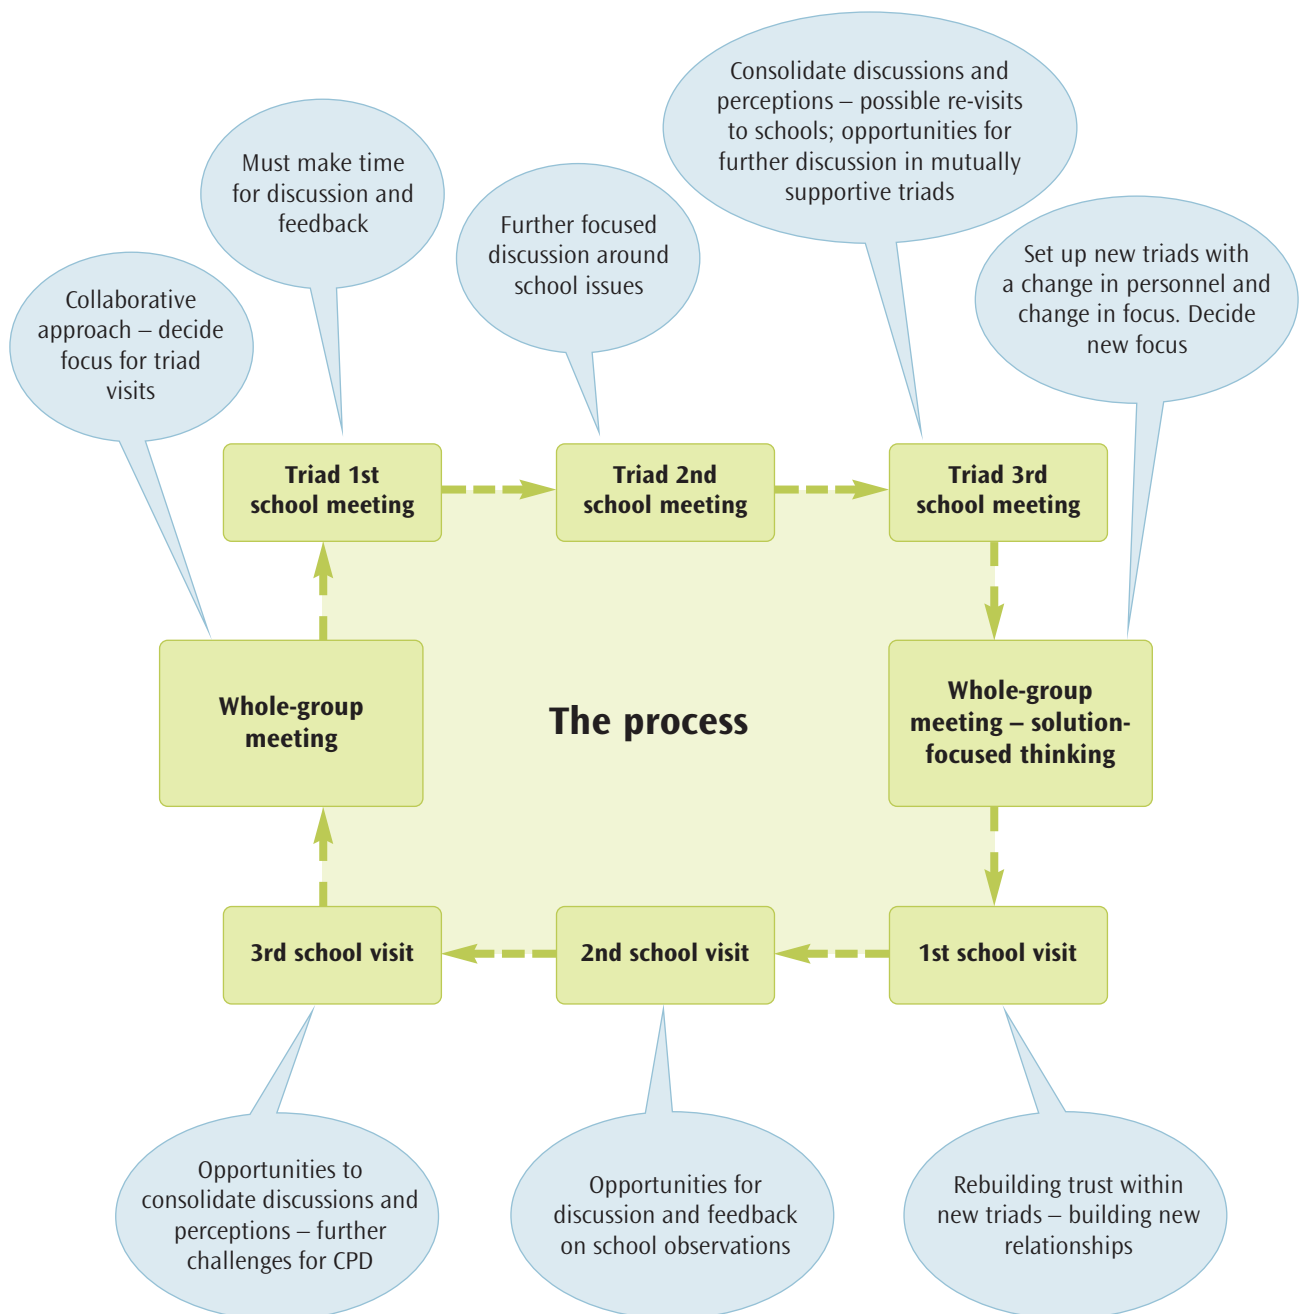 Consolidate discussions and
perceptions – possible re-visits
to schools; opportunities for
further discussion in mutually
supportive triads
Must make time
for discussion and
feedback
Further focused
discussion around
school issues
Set up new triads with
a change in personnel and
change in focus. Decide
new focus
Collaborative
approach – decide
focus for triad
visits
Triad 1st
school meeting
Triad 2nd
school meeting
Triad 3rd
school meeting
Whole-group
meeting
The process
Whole-group
meeting – solution-
focused thinking
3rd school visit
2nd school visit
1st school visit
Opportunities to
consolidate discussions and
perceptions – further
challenges for CPD
Opportunities for
discussion and feedback
on school observations
Rebuilding trust within
new triads – building new
relationships